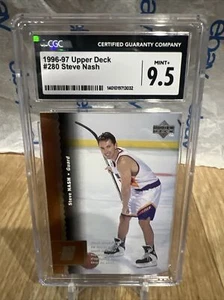 CGC
CERTIFIED GUARANTY COMPANY
1996-97 Upper Deck
#280 Steve Nash
MINT+
9.5
Steve NASH • Guard